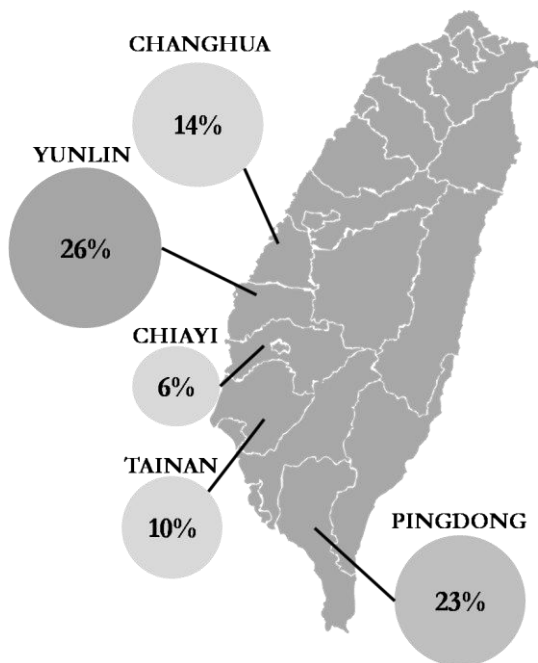 CHANGHUA
14%
YUNLIN
26%
CHIAYI
6%
TAINAN
10%
PINGDONG
23%